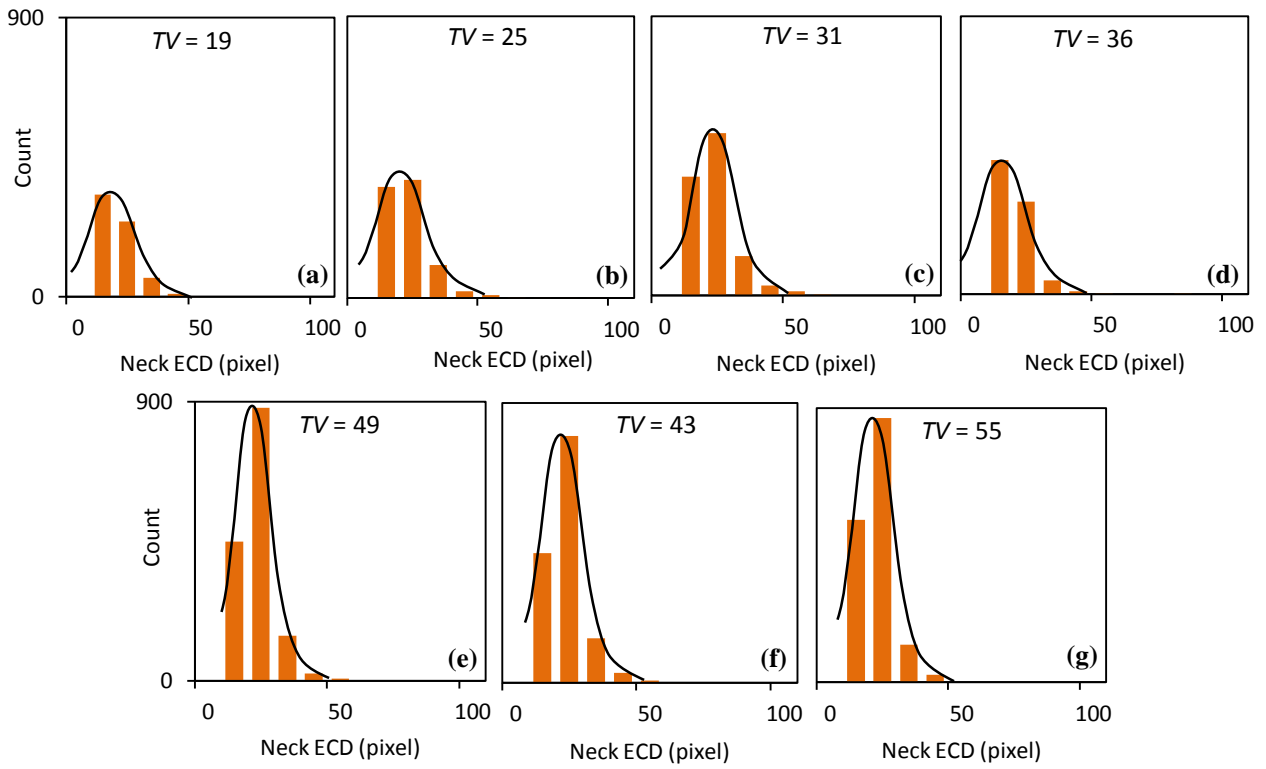 900
TV = 19
TV = 25
TV = 31
TV = 36
Count
(a)
(b)
(c)
(d)
0
0 50 100
0 50 100
0 50 100
0 50 100
Neck ECD (pixel)
Neck ECD (pixel)
Neck ECD (pixel)
Neck ECD (pixel)
900
TV = 49
TV = 43
TV = 55
Count
(e)
(f)
(g)
0
0 50 100
0 50 100
0 50 100
Neck ECD (pixel)
Neck ECD (pixel)
Neck ECD (pixel)